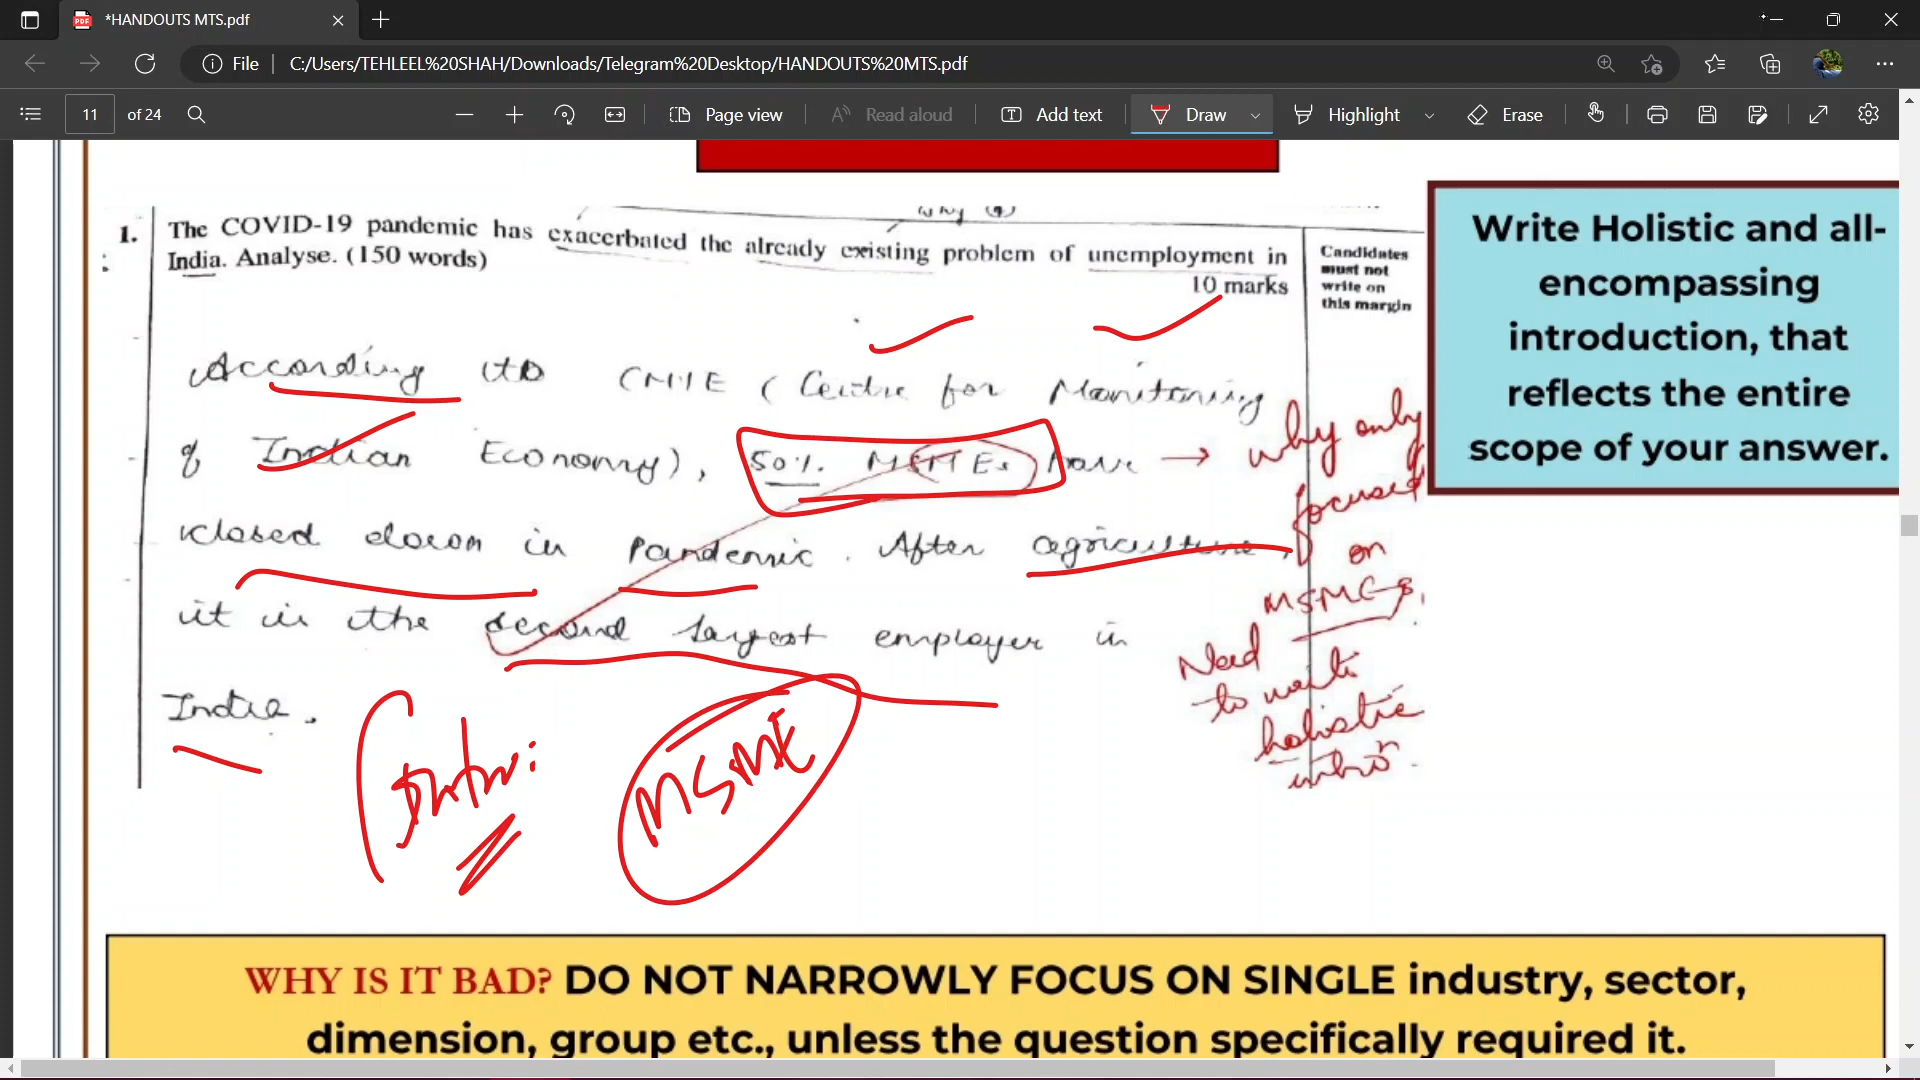 *HANDOUTS MTS.pdf
File
C:/Users/TEHLEEL%20SHAH/Downloads/Telegram%20Desktop/HANDOUTS%20MTS.pdf
11 of 24
Page view
Read aloud
Add text
Draw
Highlight
Erase
why (?)
1. The COVID-19 pandemic has exacerbated the already existing problem of unemployment in
India. Analyse. (150 words)
10 marks
Candidates
must not
write on
this margin
According to CMIE (Centre for Monitoring
of Indian Economy), 50% MSMEs have
closed down in pandemic. After agriculture,
it is the second largest employer in
India.
why only
focused
on
MSMEs.
Need
to write
holistic
intro
Intro:
MSME
Write Holistic and all-
encompassing
introduction, that
reflects the entire
scope of your answer.
WHY IS IT BAD? DO NOT NARROWLY FOCUS ON SINGLE industry, sector,
dimension, group etc., unless the question specifically required it.